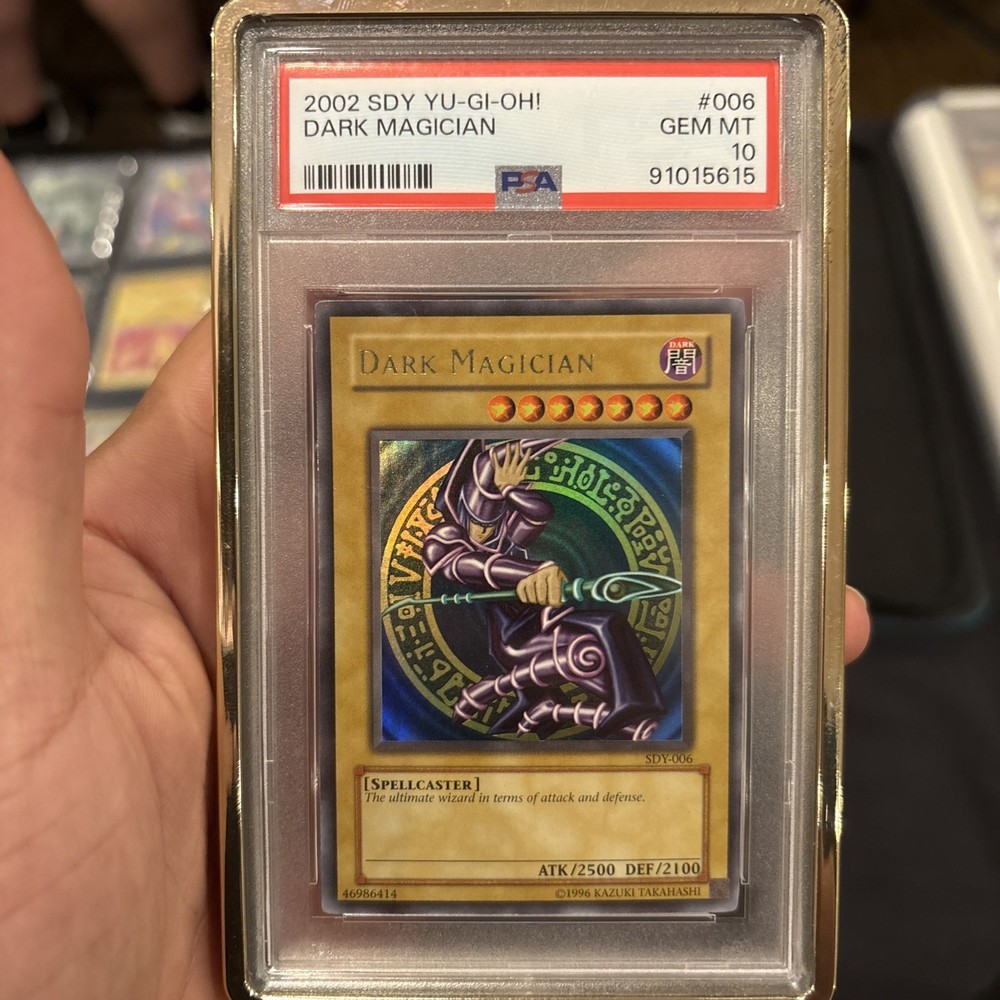 2002 SDY YU-GI-OH! #006
DARK MAGICIAN GEM MT
10
PSA 91015615
DARK MAGICIAN
DARK
闇
SDY-006
[SPELLCASTER]
The ultimate wizard in terms of attack and defense.
ATK/2500 DEF/2100
46986414 ©1996 KAZUKI TAKAHASHI